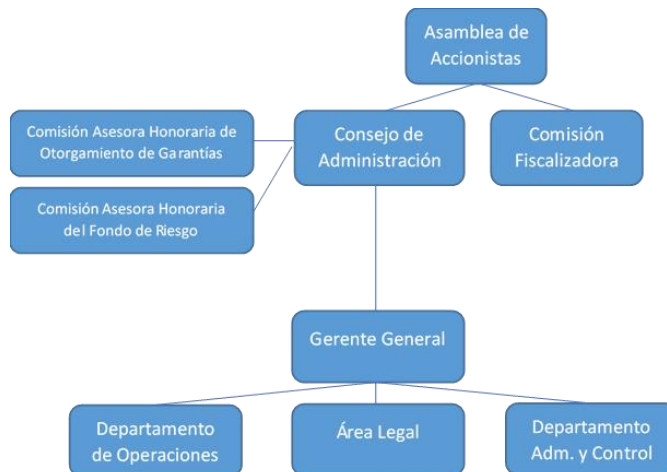 Asamblea de
Accionistas
Comisión Asesora Honoraria de
Otorgamiento de Garantías
Consejo de
Administración
Comisión
Fiscalizadora
Comisión Asesora Honoraria
del Fondo de Riesgo
Gerente General
Departamento
de Operaciones
Área Legal
Departamento
Adm. y Control